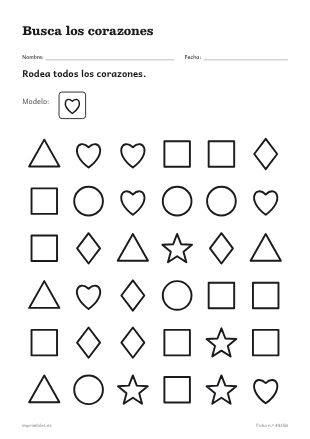 Busca los corazones
Nombre:
Fecha:
Rodea todos los corazones.
Modelo: